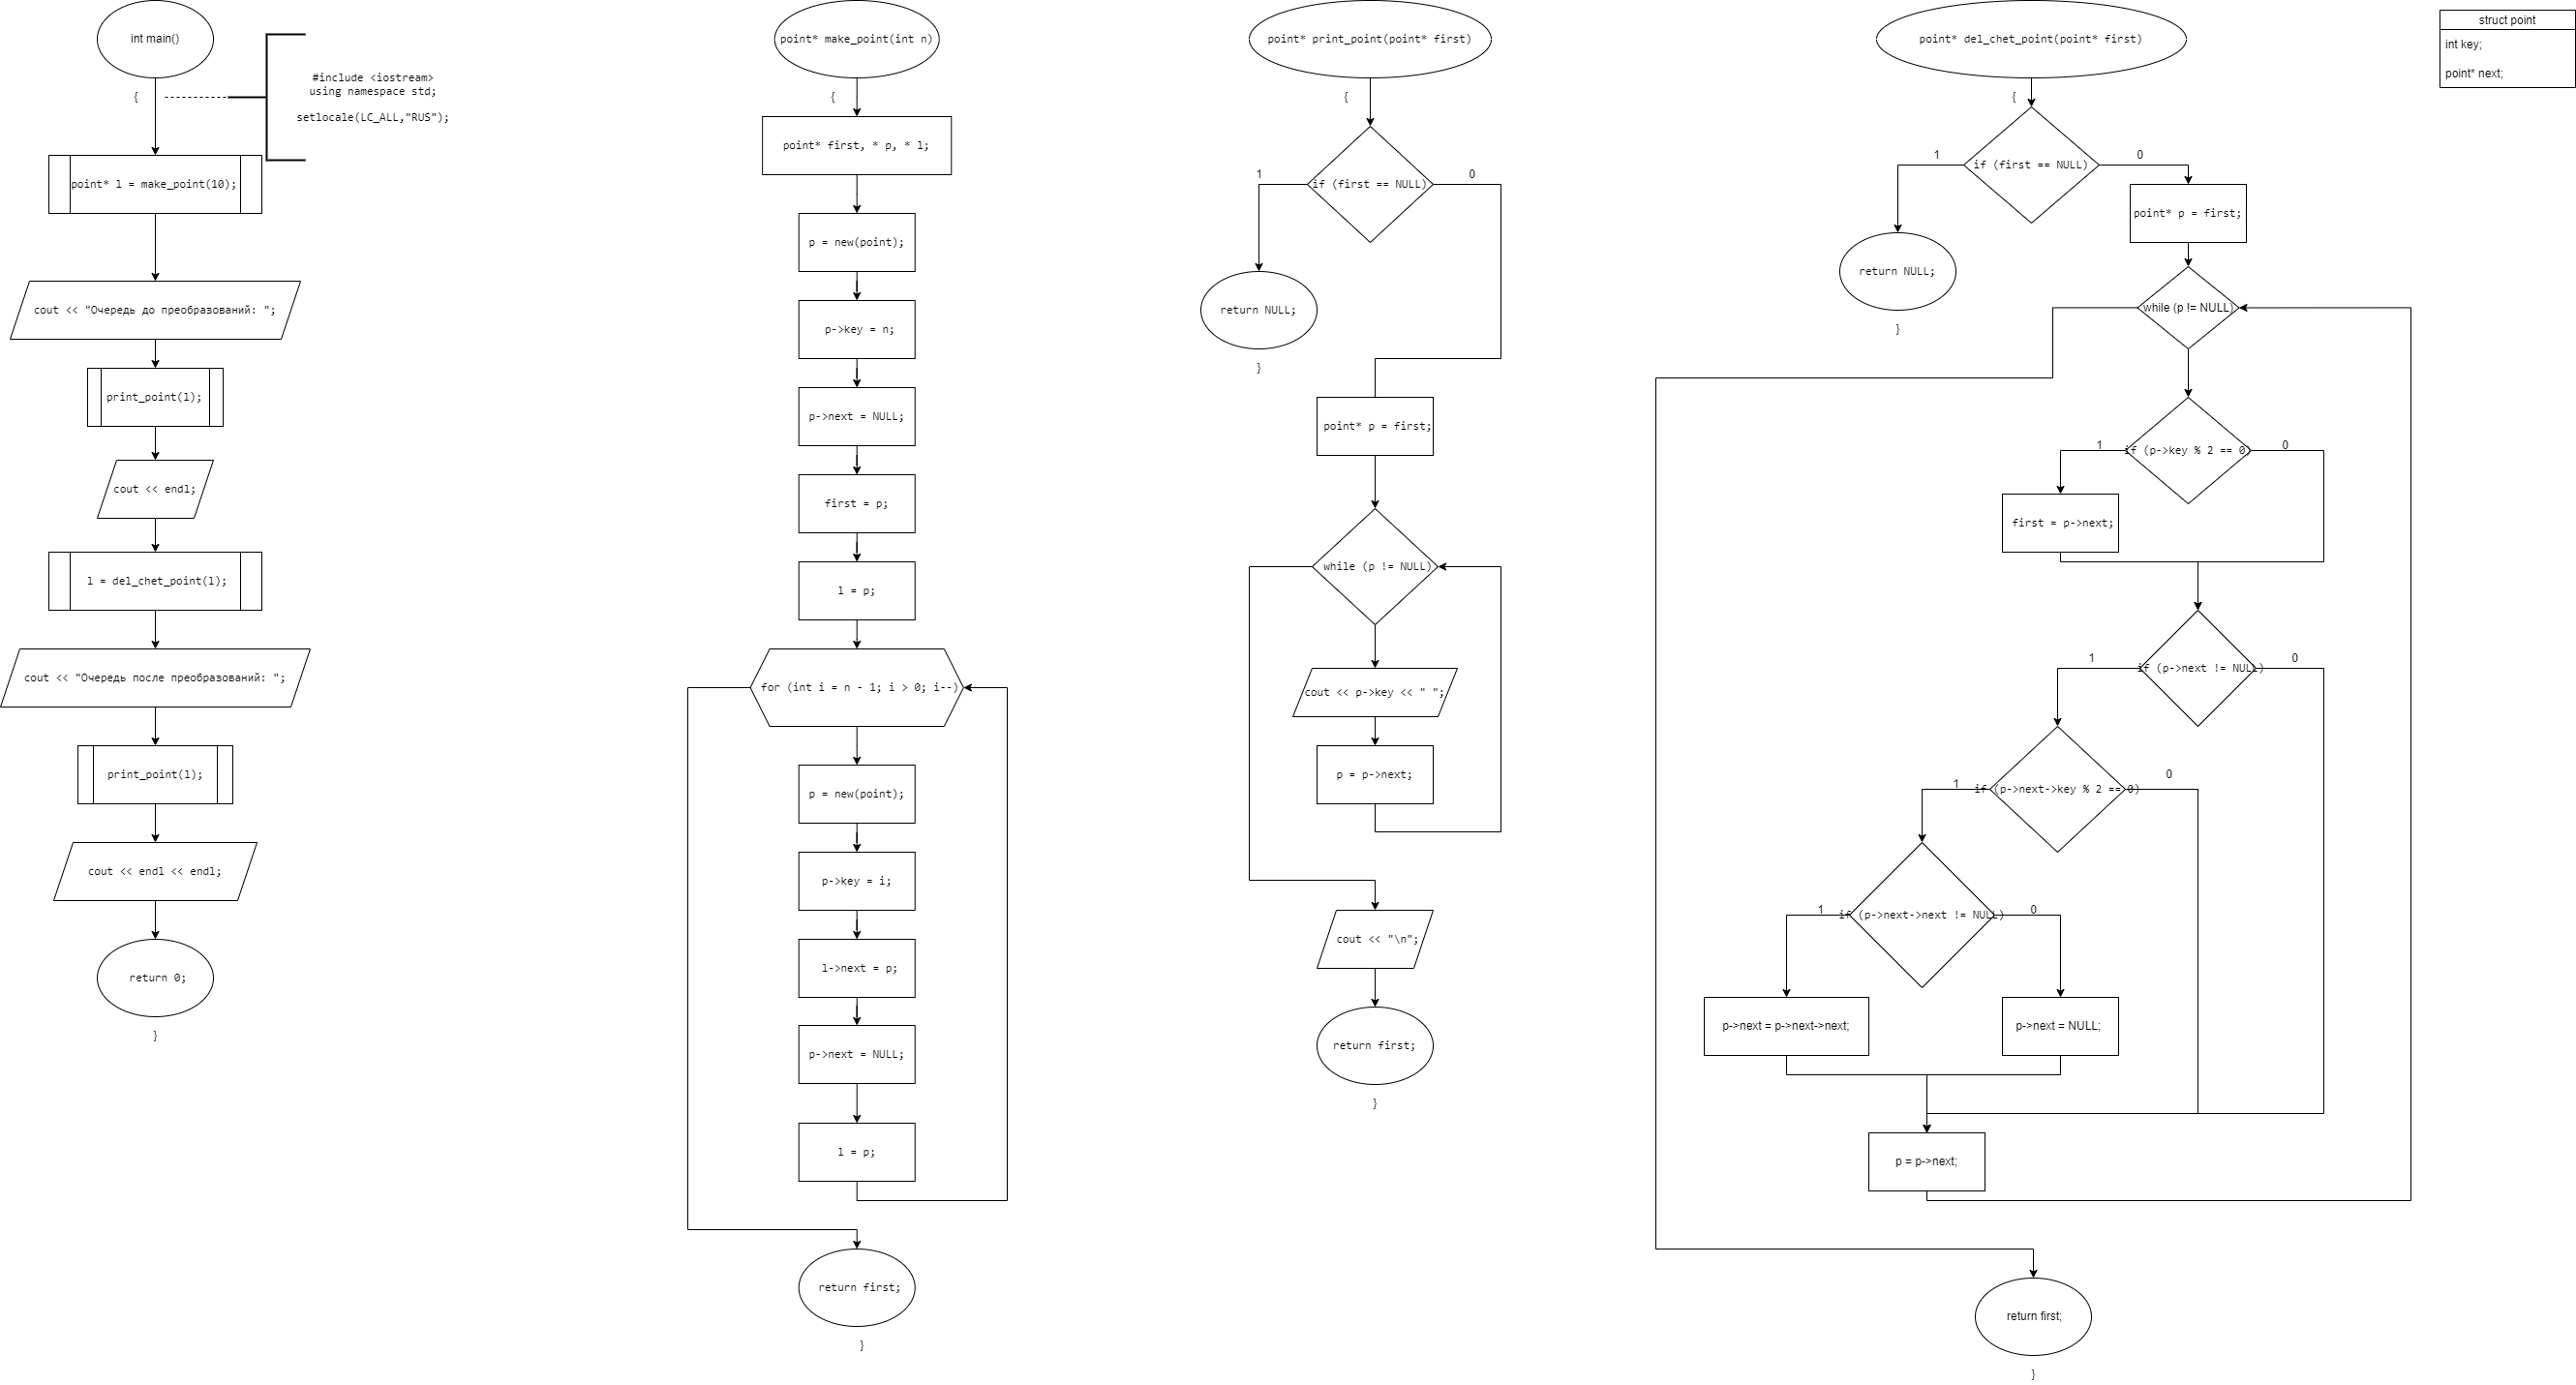 int main()
{
#include <iostream>
using namespace std;
setlocale(LC_ALL,"RUS");
point* l = make_point(10);
cout << "Очередь до преобразований: ";
print_point(l);
cout << endl;
l = del_chet_point(l);
cout << "Очередь после преобразований: ";
print_point(l);
cout << endl << endl;
return 0;
}
point* make_point(int n)
{
point* first, * p, * l;
p = new(point);
p->key = n;
p->next = NULL;
first = p;
l = p;
for (int i = n - 1; i > 0; i--)
p = new(point);
p->key = i;
l->next = p;
p->next = NULL;
l = p;
return first;
}
point* print_point(point* first)
{
if (first == NULL)
1
0
return NULL;
}
point* p = first;
while (p != NULL)
cout << p->key << " ";
p = p->next;
cout << "\n";
return first;
}
point* del_chet_point(point* first)
{
if (first == NULL)
1
0
return NULL;
}
point* p = first;
while (p != NULL)
if (p->key % 2 == 0)
1
0
first = p->next;
if (p->next != NULL)
1
0
if (p->next->key % 2 == 0)
1
0
if (p->next->next != NULL)
1
0
p->next = p->next->next;
p->next = NULL;
p = p->next;
return first;
}
struct point
int key;
point* next;